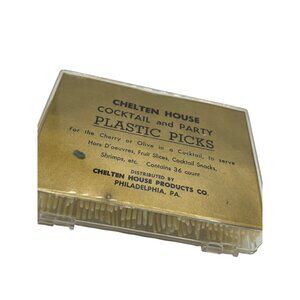 CHELTEN HOUSE
COCKTAIL and PARTY
PLASTIC PICKS
For the Cherry or Olive in a Cocktail, to serve
Hors D'oeuvres, Fruit Slices, Cocktail Snacks,
Shrimps, etc. Contains 36 count
DISTRIBUTED BY
CHELTEN HOUSE PRODUCTS CO.
PHILADELPHIA, PA.